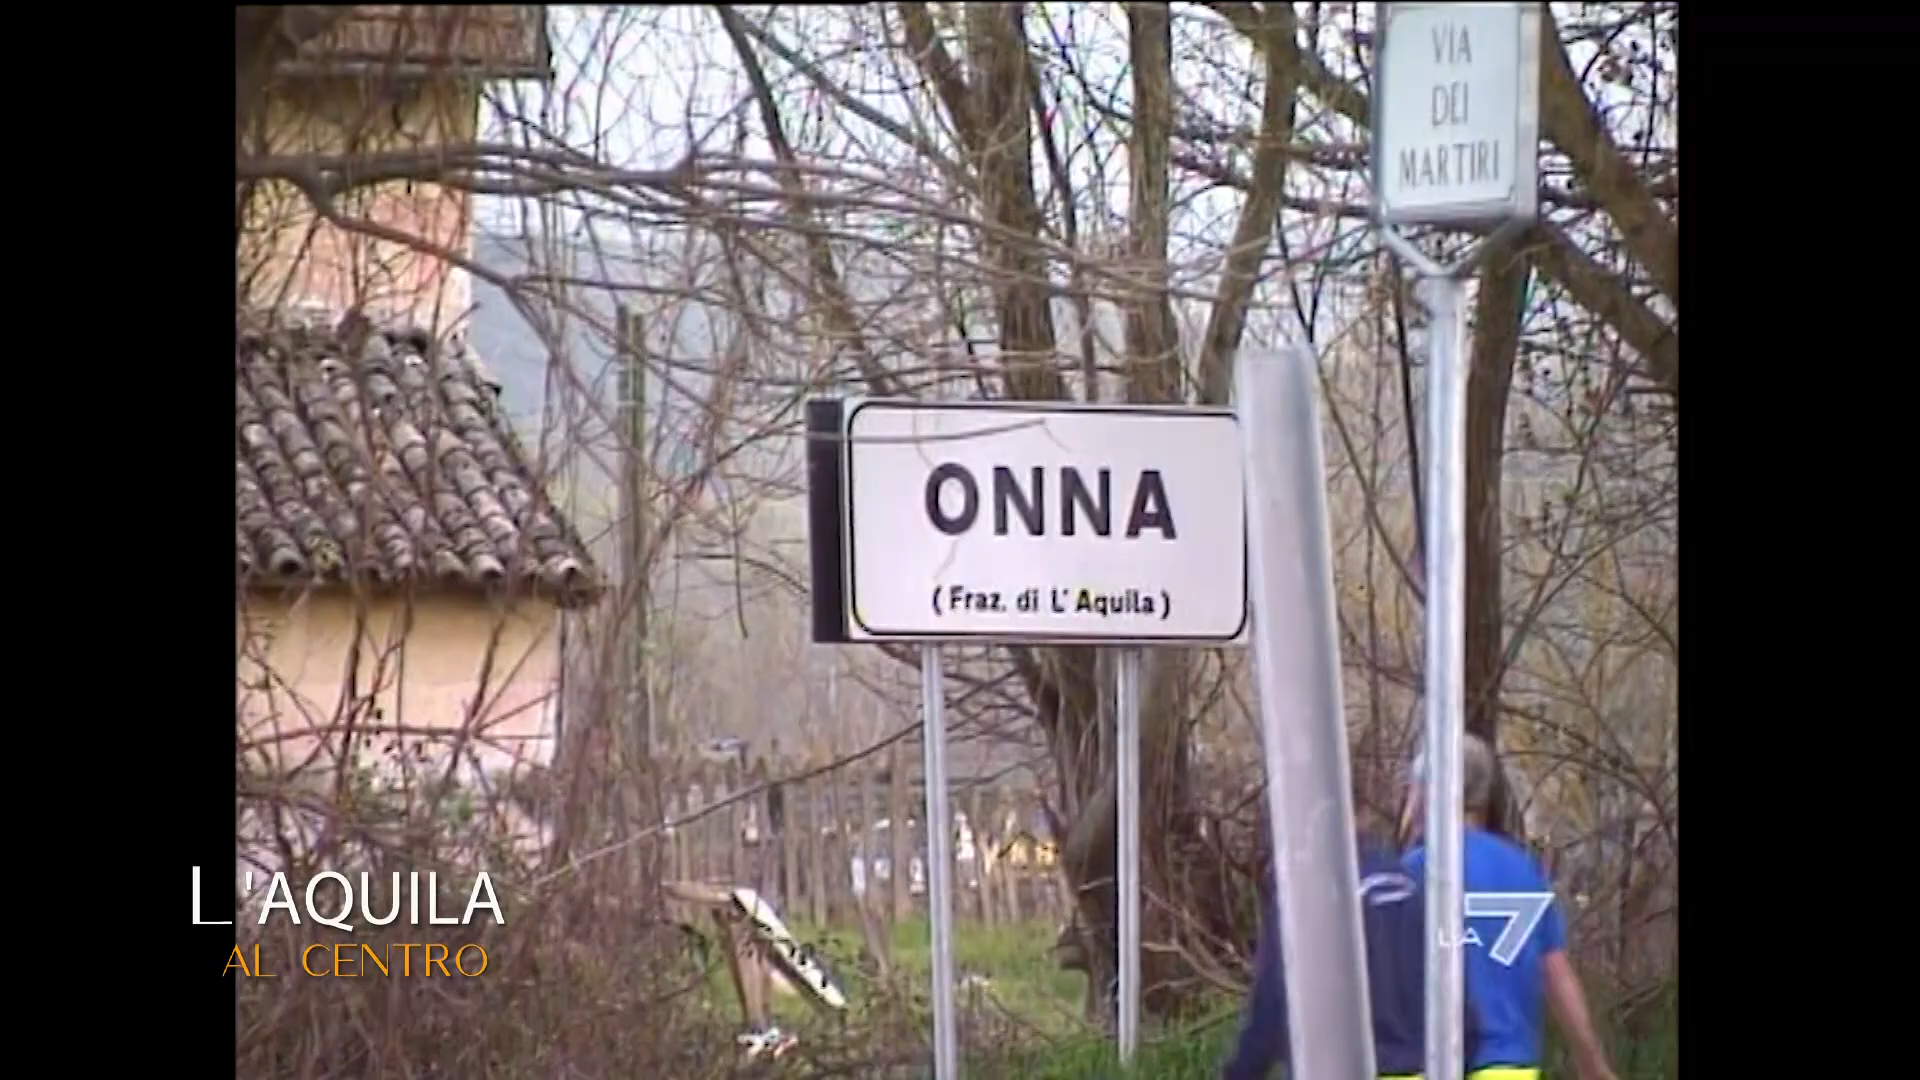 VIA
DEI
MARTIRI
ONNA
(Fraz. di L'Aquila)
L'AQUILA
AL CENTRO
LA7